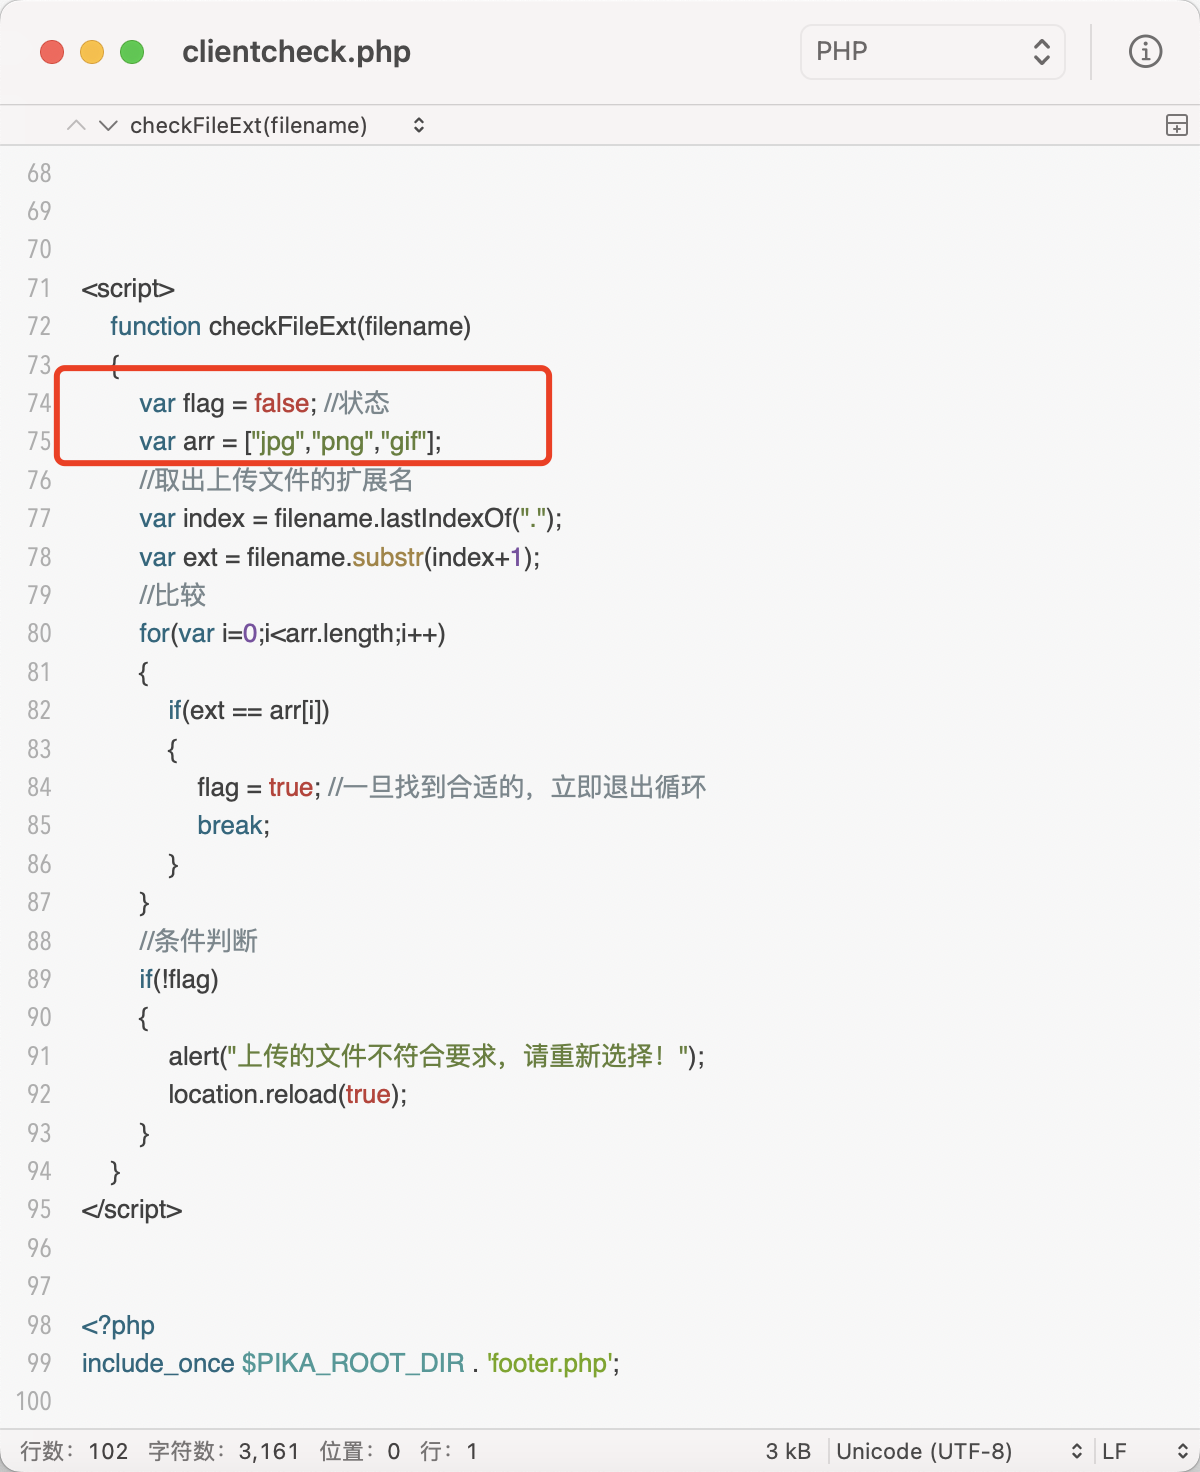 clientcheck.php
PHP
checkFileExt(filename)
68
69
70
71 <script>
72 function checkFileExt(filename)
73 {
74 var flag = false; //状态
75 var arr = ["jpg","png","gif"];
76 //取出上传文件的扩展名
77 var index = filename.lastIndexOf(".");
78 var ext = filename.substr(index+1);
79 //比较
80 for(var i=0;i<arr.length;i++)
81 {
82 if(ext == arr[i])
83 {
84 flag = true; //一旦找到合适的，立即退出循环
85 break;
86 }
87 }
88 //条件判断
89 if(!flag)
90 {
91 alert("上传的文件不符合要求，请重新选择！");
92 location.reload(true);
93 }
94 }
95 </script>
96
97
98 <?php
99 include_once $PIKA_ROOT_DIR . 'footer.php';
100
行数： 102 字符数： 3,161 位置： 0 行： 1 3 kB Unicode (UTF-8) LF